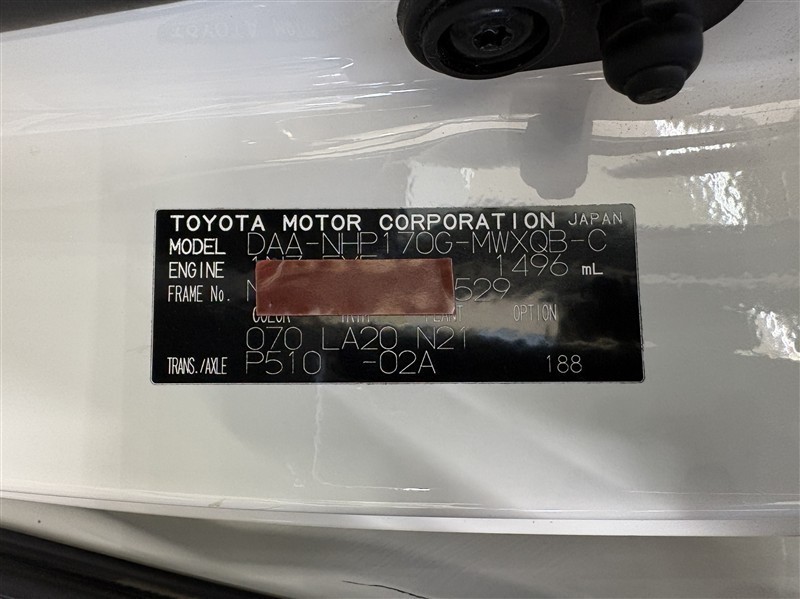 TOYOTA MOTOR CORPORATION JAPAN
MODEL DAA-NHP170G-MWXQB-C
ENGINE 1496 mL
FRAME No. N 529
COLOR TRIM PLANT OPTION
070 LA20 N21
TRANS./AXLE P510 -02A 188